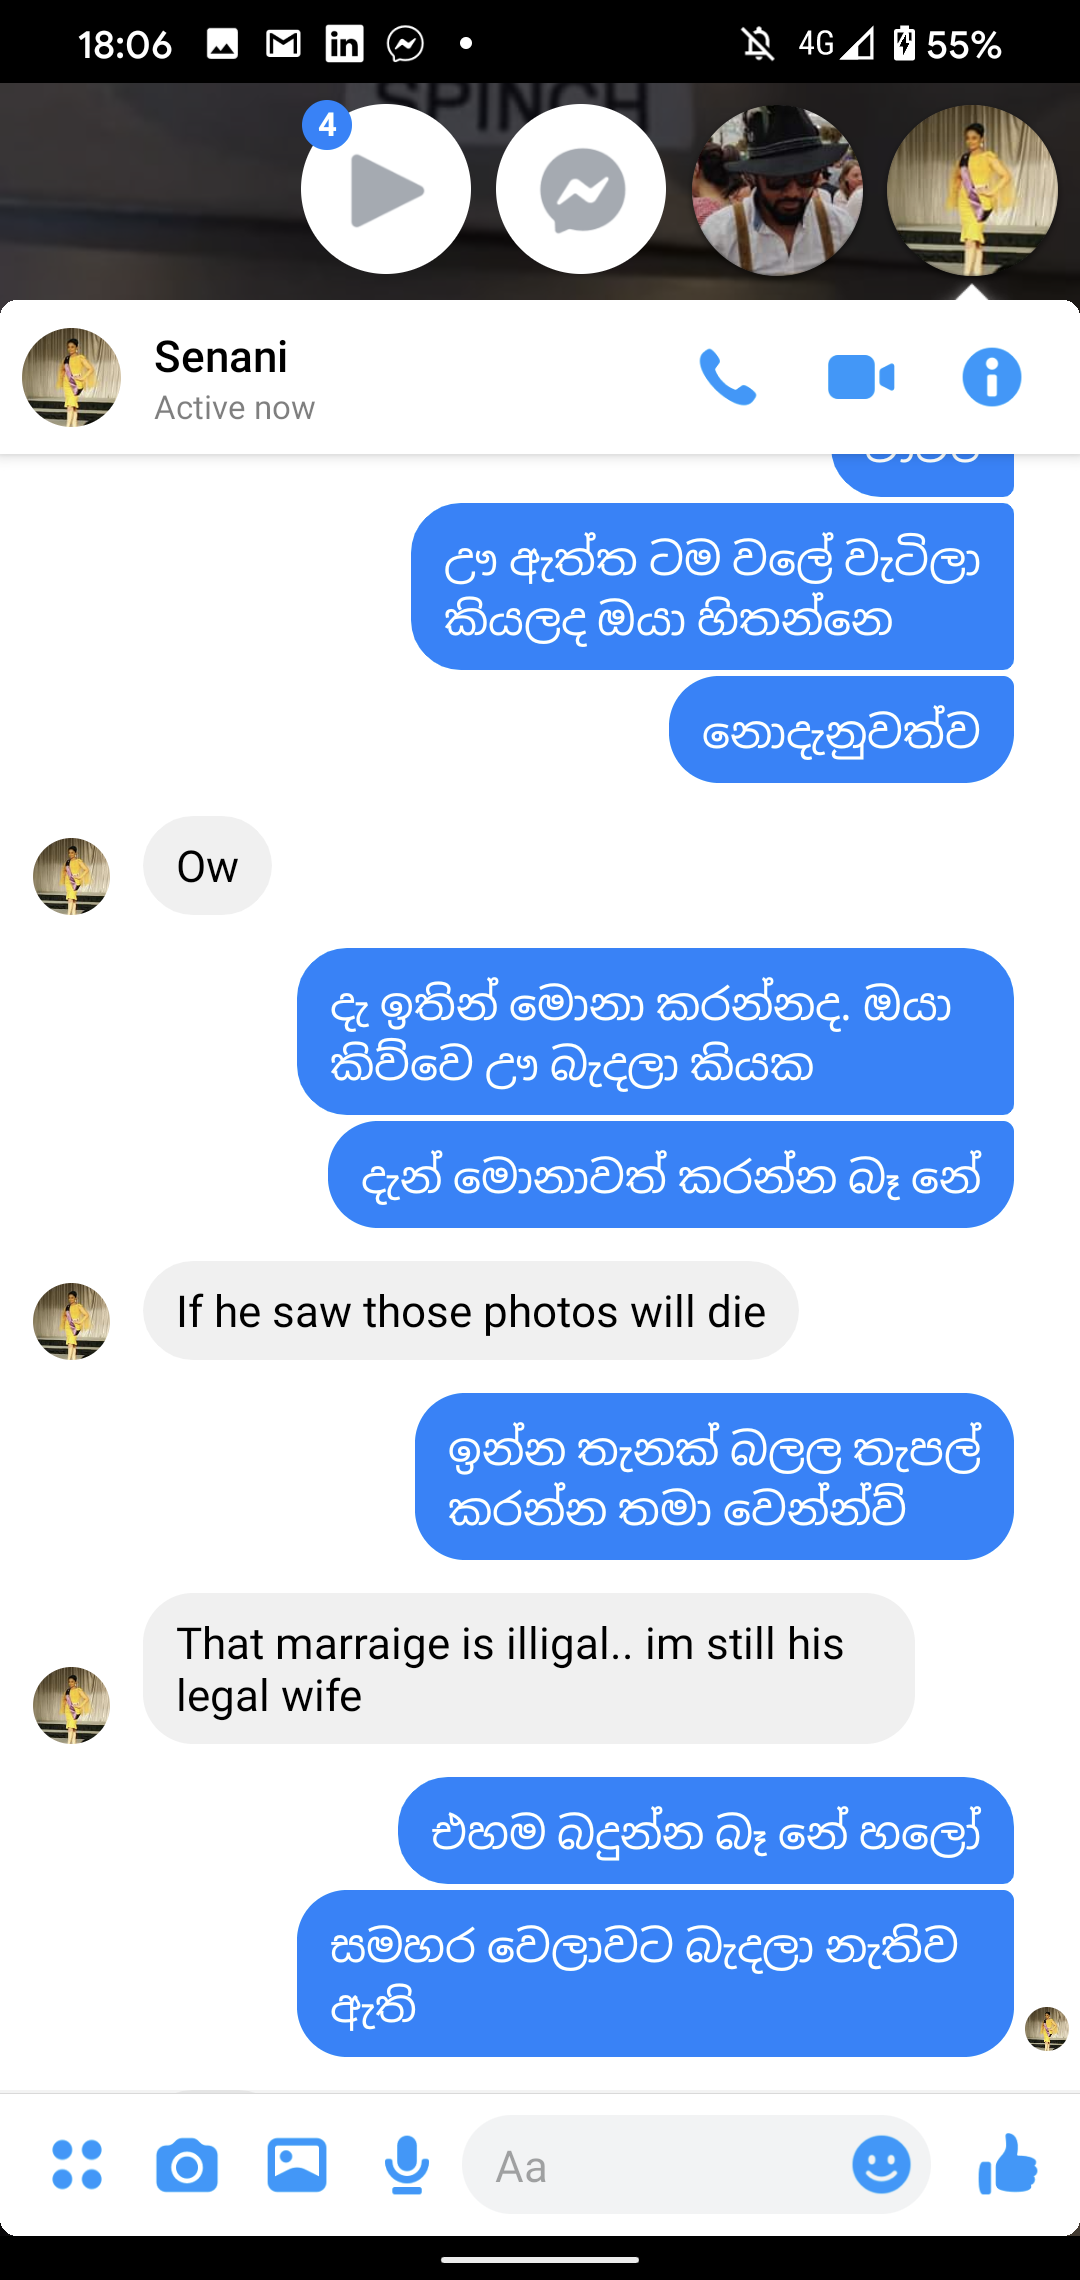 18:06
4G
55%
SPINCH
4
Senani
Active now
ඌ ඇත්ත ටම වලේ වැටිලා
කියලද ඔයා හිතන්නෙ
නොදැනුවත්ව
Ow
දැ ඉතින් මොනා කරන්නද. ඔයා
කිව්වෙ ඌ බැදලා කියක
දැන් මොනාවත් කරන්න බෑ නේ
If he saw those photos will die
ඉන්න තැනක් බලල තැපල්
කරන්න තමා වෙන්න්ව්
That marraige is illigal.. im still his
legal wife
එහම බදුන්න බෑ නේ හලෝ
සමහර වෙලාවට බැදලා නැතිව
ඇති
Aa